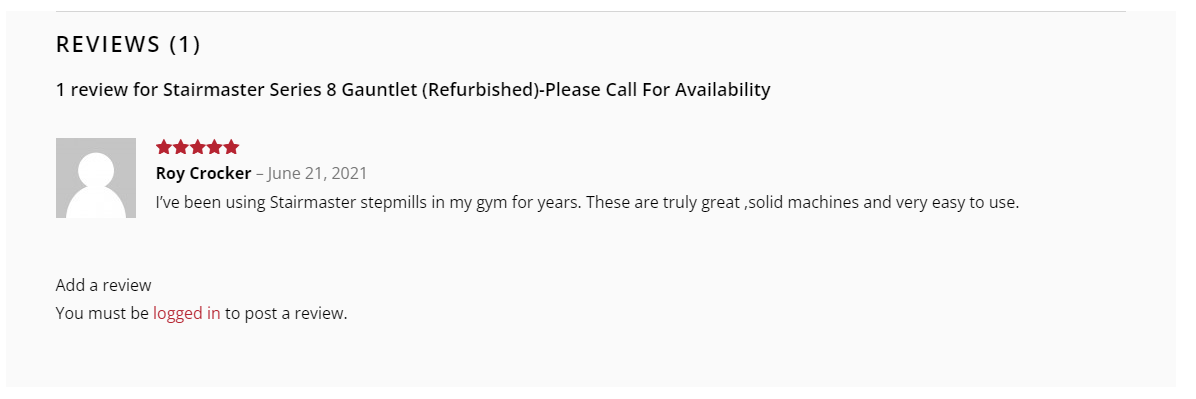 REVIEWS (1)
1 review for Stairmaster Series 8 Gauntlet (Refurbished)-Please Call For Availability
Roy Crocker – June 21, 2021
I’ve been using Stairmaster stepmills in my gym for years. These are truly great ,solid machines and very easy to use.
Add a review
You must be logged in to post a review.